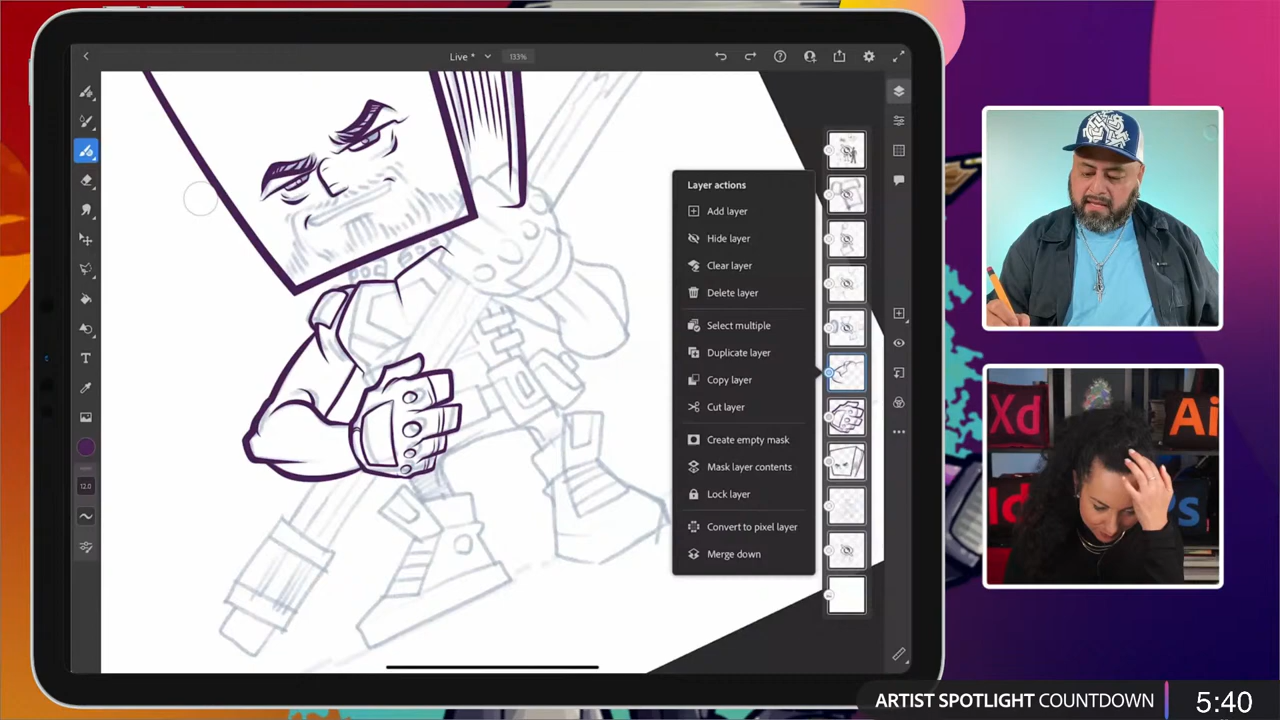 Live *
133%
Layer actions
Add layer
Hide layer
Clear layer
Delete layer
Select multiple
Duplicate layer
Copy layer
Cut layer
Create empty mask
Mask layer contents
Lock layer
Convert to pixel layer
Merge down
T
12.0
Xd
Ai
Id
Ps
ARTIST SPOTLIGHT COUNTDOWN
5:40